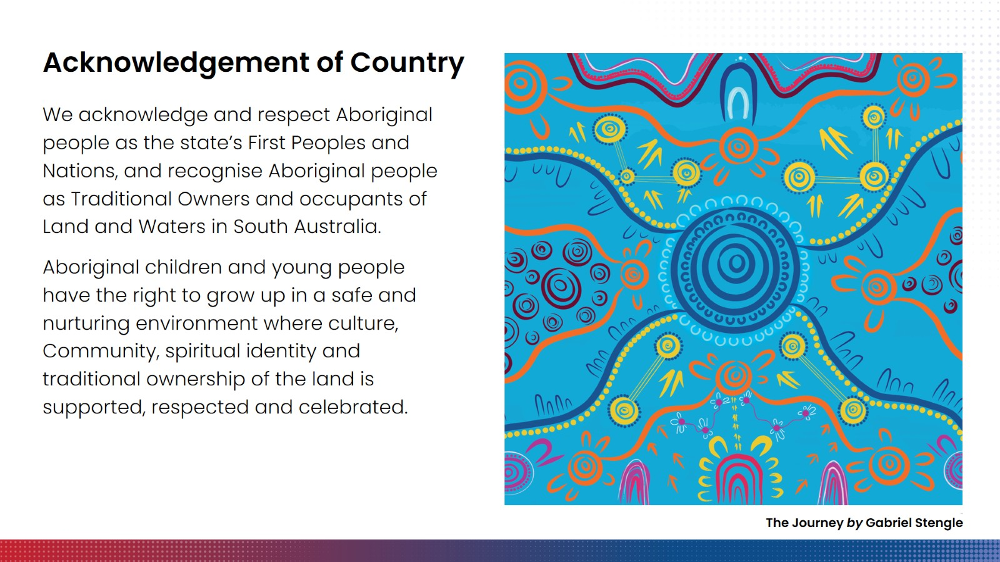 Acknowledgement of Country
We acknowledge and respect Aboriginal
people as the state’s First Peoples and
Nations, and recognise Aboriginal people
as Traditional Owners and occupants of
Land and Waters in South Australia.
Aboriginal children and young people
have the right to grow up in a safe and
nurturing environment where culture,
Community, spiritual identity and
traditional ownership of the land is
supported, respected and celebrated.
The Journey by Gabriel Stengle